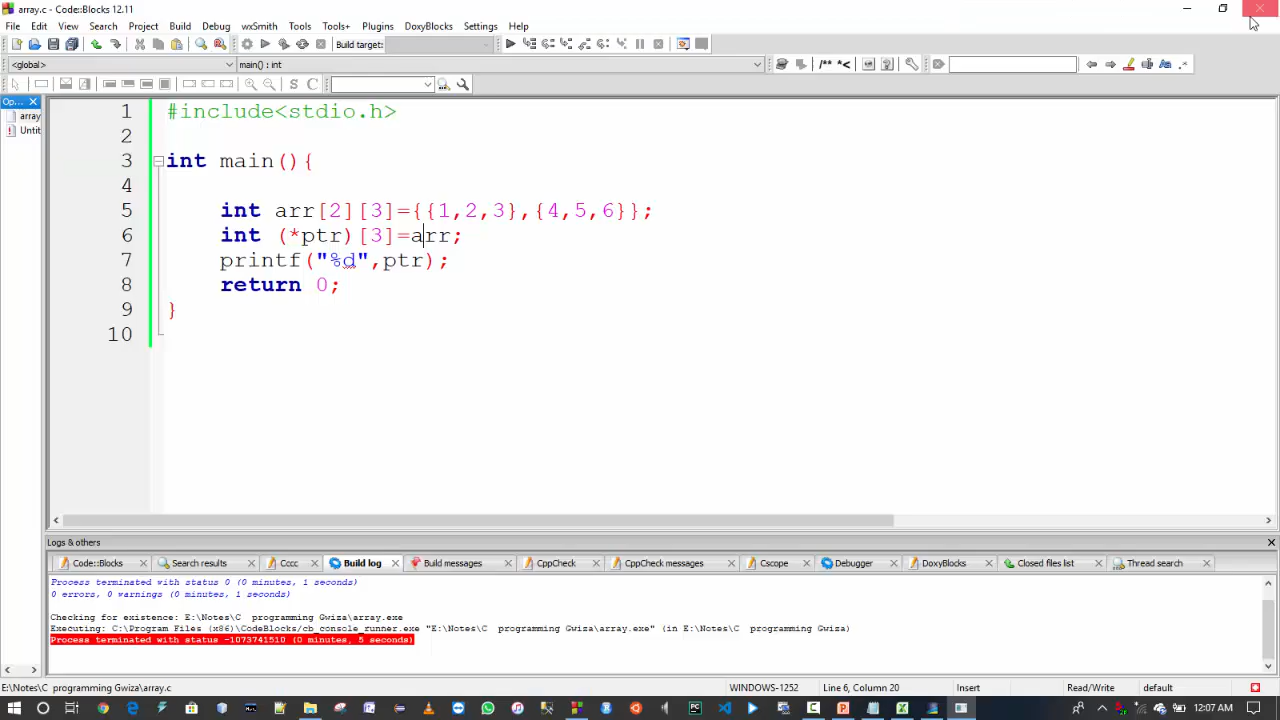 array.c - Code::Blocks 12.11
File Edit View Search Project Build Debug wxSmith Tools Tools+ Plugins DoxyBlocks Settings Help
Build target:
<global> main() : int /** *<
S C
Op...
array
Untit
1 #include<stdio.h>
2
3 int main(){
4
5 int arr[2][3]={{1,2,3},{4,5,6}};
6 int (*ptr)[3]=arr;
7 printf("%d",ptr);
8 return 0;
9 }
10
Logs & others
Code::Blocks Search results Cccc Build log Build messages CppCheck CppCheck messages Cscope Debugger DoxyBlocks Closed files list Thread search
Process terminated with status 0 (0 minutes, 1 seconds)
0 errors, 0 warnings (0 minutes, 1 seconds)
Checking for existence: E:\Notes\C  programming Gwiza\array.exe
Executing: C:\Program Files (x86)\CodeBlocks/cb_console_runner.exe "E:\Notes\C  programming Gwiza\array.exe" (in E:\Notes\C  programming Gwiza)
Process terminated with status -1073741510 (0 minutes, 5 seconds)
E:\Notes\C  programming Gwiza\array.c WINDOWS-1252 Line 6, Column 20 Insert Read/Write default
12:07 AM